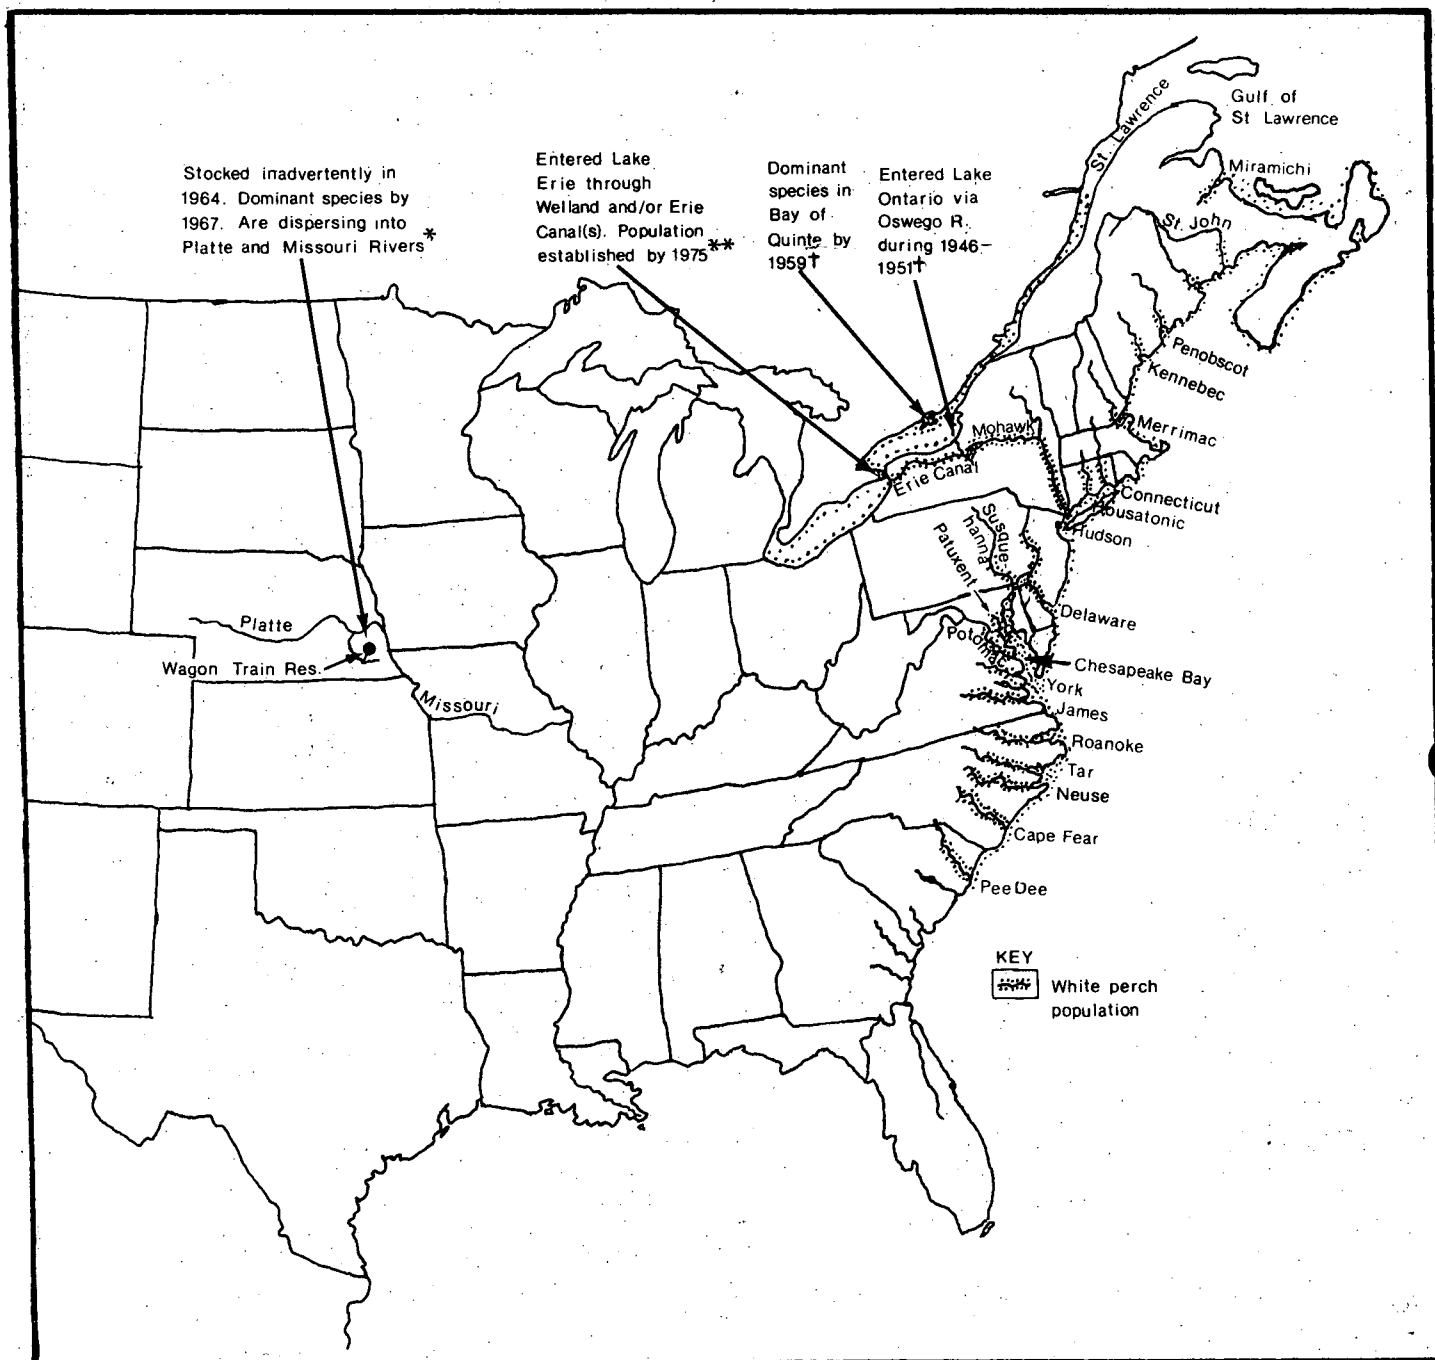 Stocked inadvertently in
1964. Dominant species by
1967. Are dispersing into
Platte and Missouri Rivers*
Entered Lake
Erie through
Welland and/or Erie
Canal(s). Population
established by 1975**
Dominant
species in
Bay of
Quinte by
1959†
Entered Lake
Ontario via
Oswego R.
during 1946–
1951†
St. Lawrence
Gulf of
St Lawrence
Miramichi
St. John
Penobscot
Kennebec
Merrimac
Mohawk
Erie Canal
Connecticut
Housatonic
Hudson
Susque
hanna
Patuxent
Delaware
Potomac
Chesapeake Bay
York
James
Roanoke
Tar
Neuse
Cape Fear
Pee Dee
Platte
Wagon Train Res.
Missouri
KEY
White perch
population